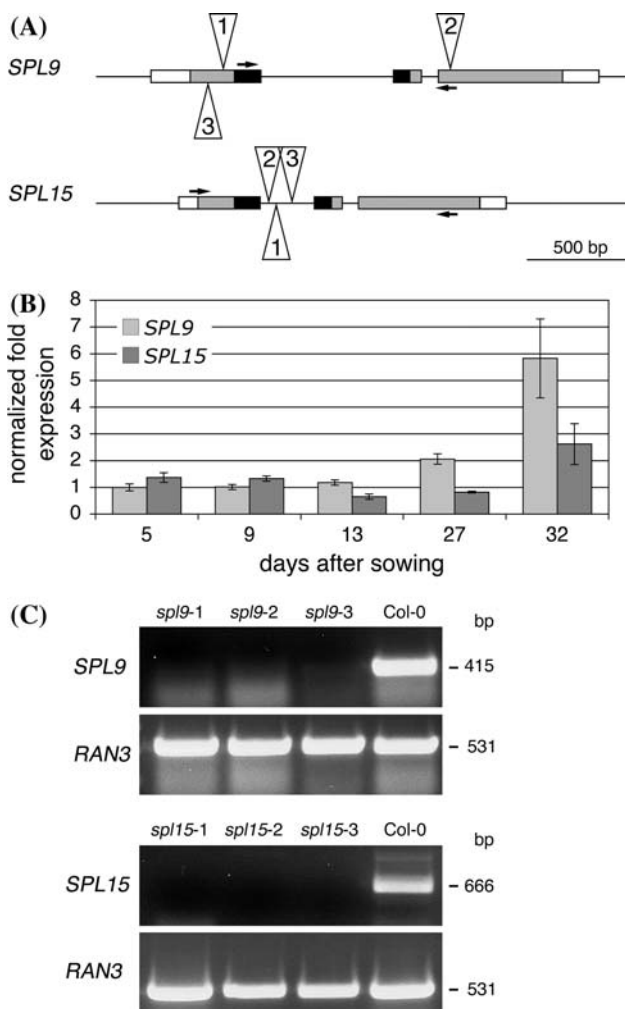 (A)
1
2
SPL9
3
2 3
SPL15
1
500 bp
(B)
normalized fold expression
8
7
6
5
4
3
2
1
0
SPL9
SPL15
5 9 13 27 32
days after sowing
(C)
spl9-1 spl9-2 spl9-3 Col-0 bp
SPL9 – 415
RAN3 – 531
spl15-1 spl15-2 spl15-3 Col-0 bp
SPL15 – 666
RAN3 – 531